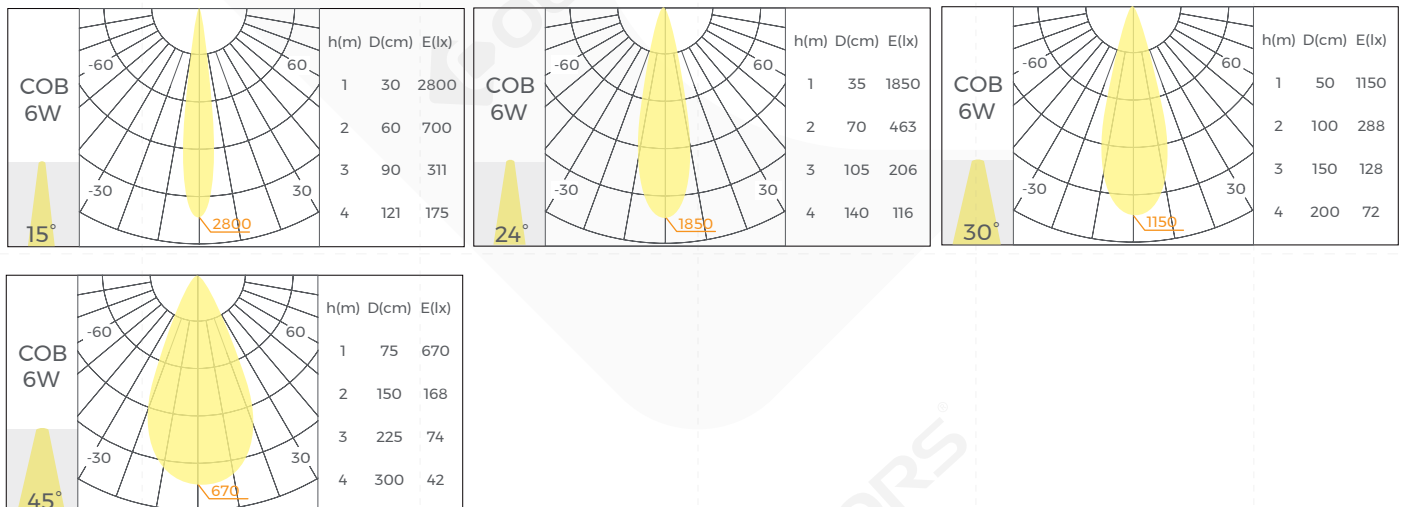 COB
6W
15°
-60
60
-30
30
2800
h(m) D(cm) E(lx)
1 30 2800
2 60 700
3 90 311
4 121 175
COB
6W
24°
-60
60
-30
30
1850
h(m) D(cm) E(lx)
1 35 1850
2 70 463
3 105 206
4 140 116
COB
6W
30°
-60
60
-30
30
1150
h(m) D(cm) E(lx)
1 50 1150
2 100 288
3 150 128
4 200 72
COB
6W
45°
-60
60
-30
30
670
h(m) D(cm) E(lx)
1 75 670
2 150 168
3 225 74
4 300 42